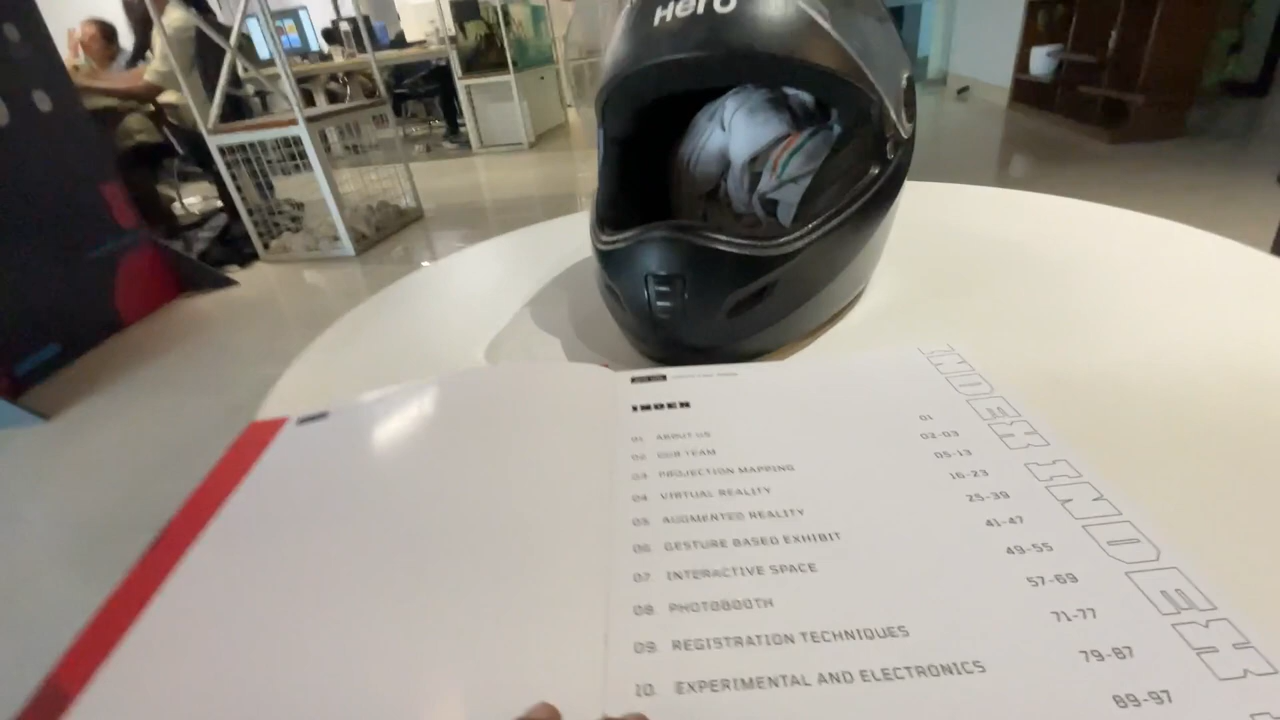 Hero
INDEX
01 ABOUT US 01
02 OUR TEAM 02-03
03 PROJECTION MAPPING 05-13
04 VIRTUAL REALITY 16-23
05 AUGMENTED REALITY 25-39
06 GESTURE BASED EXHIBIT 41-47
07 INTERACTIVE SPACE 49-55
08 PHOTOBOOTH 57-69
09. REGISTRATION TECHNIQUES 71-77
10. EXPERIMENTAL AND ELECTRONICS 79-87
89-97
INDEX INDEX